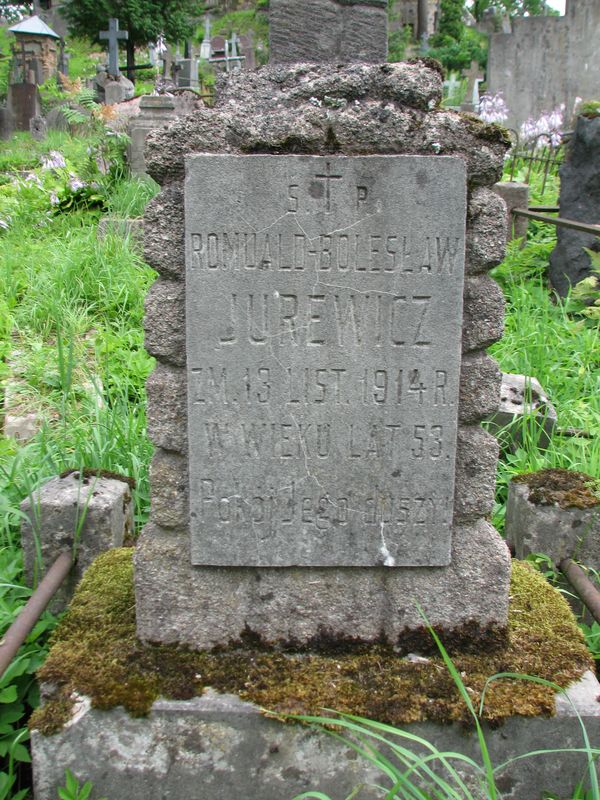 S. † P.
ROMUALD-BOLESŁAW
JUREWICZ
ZM. 13 LIST. 1914 R.
W WIEKU LAT 53.
Pokój Jego duszy!